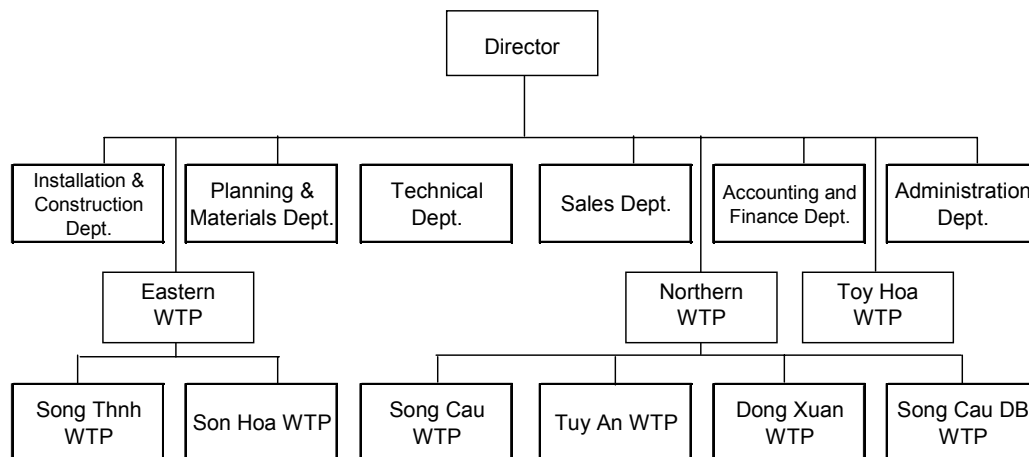 Director
Installation &
Construction
Dept.
Planning &
Materials Dept.
Technical
Dept.
Sales Dept.
Accounting and
Finance Dept.
Administration
Dept.
Eastern
WTP
Northern
WTP
Toy Hoa
WTP
Song Thnh
WTP
Son Hoa WTP
Song Cau
WTP
Tuy An WTP
Dong Xuan
WTP
Song Cau DB
WTP